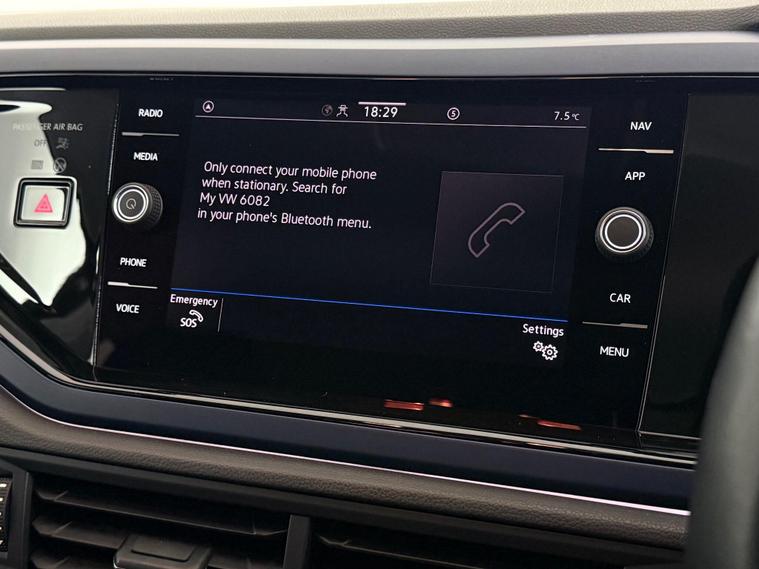 PASSENGER AIR BAG
OFF
RADIO
MEDIA
PHONE
VOICE
18:29
5
7.5 °C
Only connect your mobile phone
when stationary. Search for
My VW 6082
in your phone's Bluetooth menu.
Emergency
SOS
Settings
NAV
APP
CAR
MENU